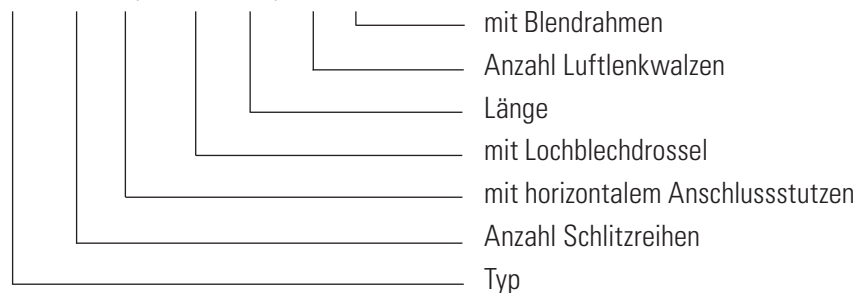 mit Blendrahmen
Anzahl Luftlenkwalzen
Länge
mit Lochblechdrossel
mit horizontalem Anschlussstutzen
Anzahl Schlitzreihen
Typ